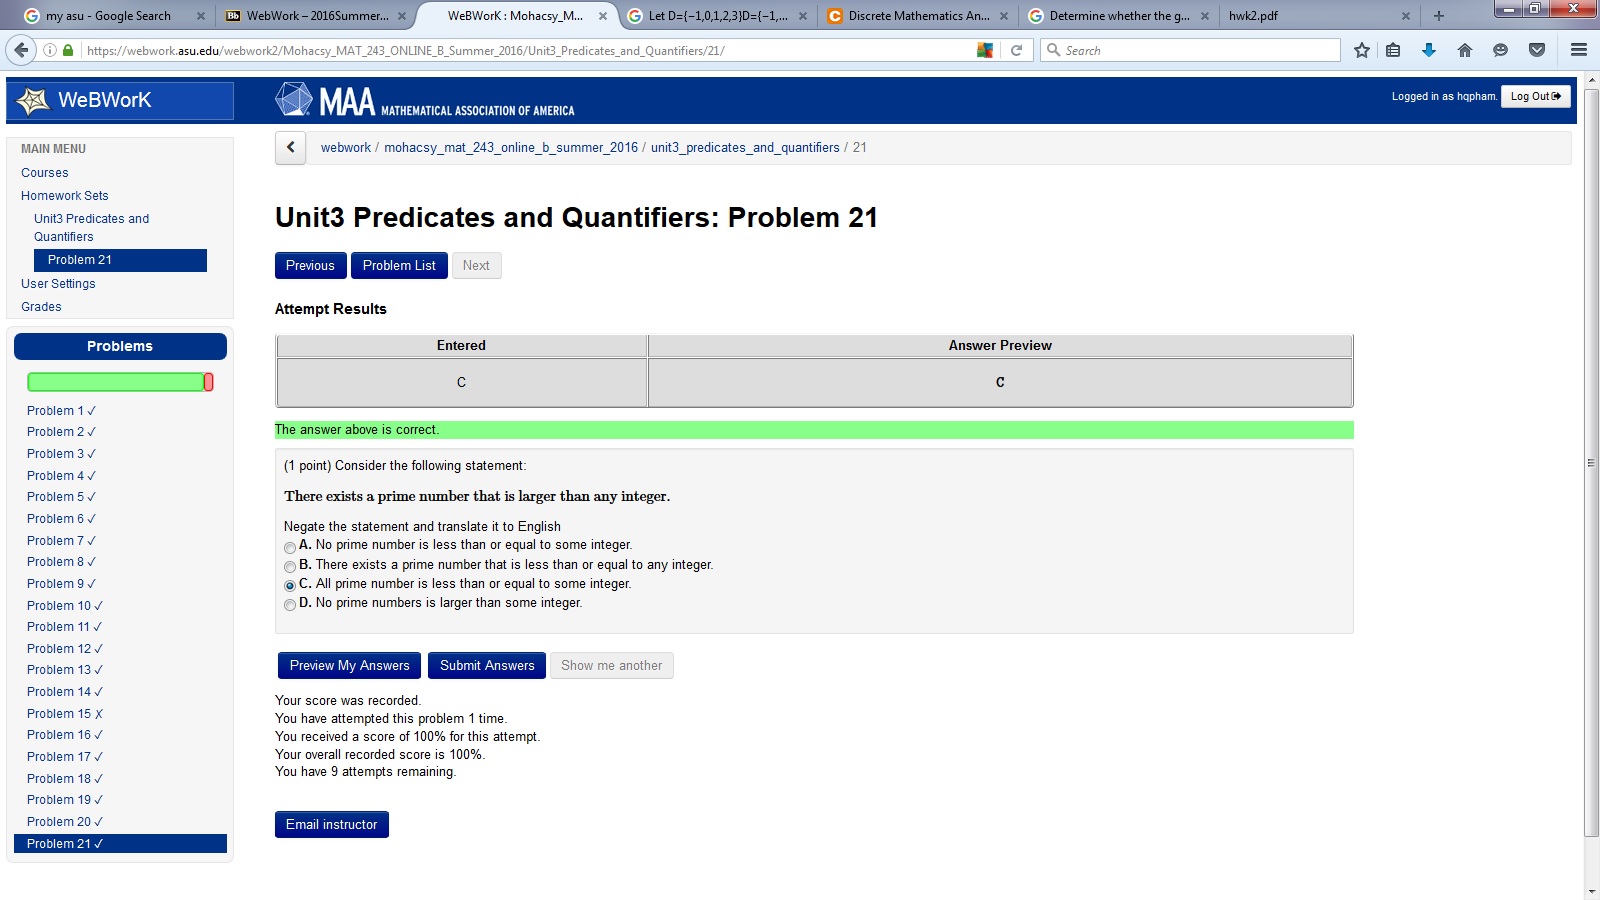 my asu - Google Search
WebWork – 2016Summer...
WeBWorK : Mohacsy_M...
Let D={−1,0,1,2,3}D={−1,...
Discrete Mathematics An...
Determine whether the g...
hwk2.pdf
https://webwork.asu.edu/webwork2/Mohacsy_MAT_243_ONLINE_B_Summer_2016/Unit3_Predicates_and_Quantifiers/21/
Search
WeBWorK
MAA MATHEMATICAL ASSOCIATION OF AMERICA
Logged in as hqpham. Log Out
MAIN MENU
Courses
Homework Sets
Unit3 Predicates and
Quantifiers
Problem 21
User Settings
Grades
Problems
Problem 1 ✓
Problem 2 ✓
Problem 3 ✓
Problem 4 ✓
Problem 5 ✓
Problem 6 ✓
Problem 7 ✓
Problem 8 ✓
Problem 9 ✓
Problem 10 ✓
Problem 11 ✓
Problem 12 ✓
Problem 13 ✓
Problem 14 ✓
Problem 15 ✗
Problem 16 ✓
Problem 17 ✓
Problem 18 ✓
Problem 19 ✓
Problem 20 ✓
Problem 21 ✓
webwork / mohacsy_mat_243_online_b_summer_2016 / unit3_predicates_and_quantifiers / 21
Unit3 Predicates and Quantifiers: Problem 21
Previous Problem List Next
Attempt Results
Entered Answer Preview
C C
The answer above is correct.
(1 point) Consider the following statement:
There exists a prime number that is larger than any integer.
Negate the statement and translate it to English
A. No prime number is less than or equal to some integer.
B. There exists a prime number that is less than or equal to any integer.
C. All prime number is less than or equal to some integer.
D. No prime numbers is larger than some integer.
Preview My Answers Submit Answers Show me another
Your score was recorded.
You have attempted this problem 1 time.
You received a score of 100% for this attempt.
Your overall recorded score is 100%.
You have 9 attempts remaining.
Email instructor